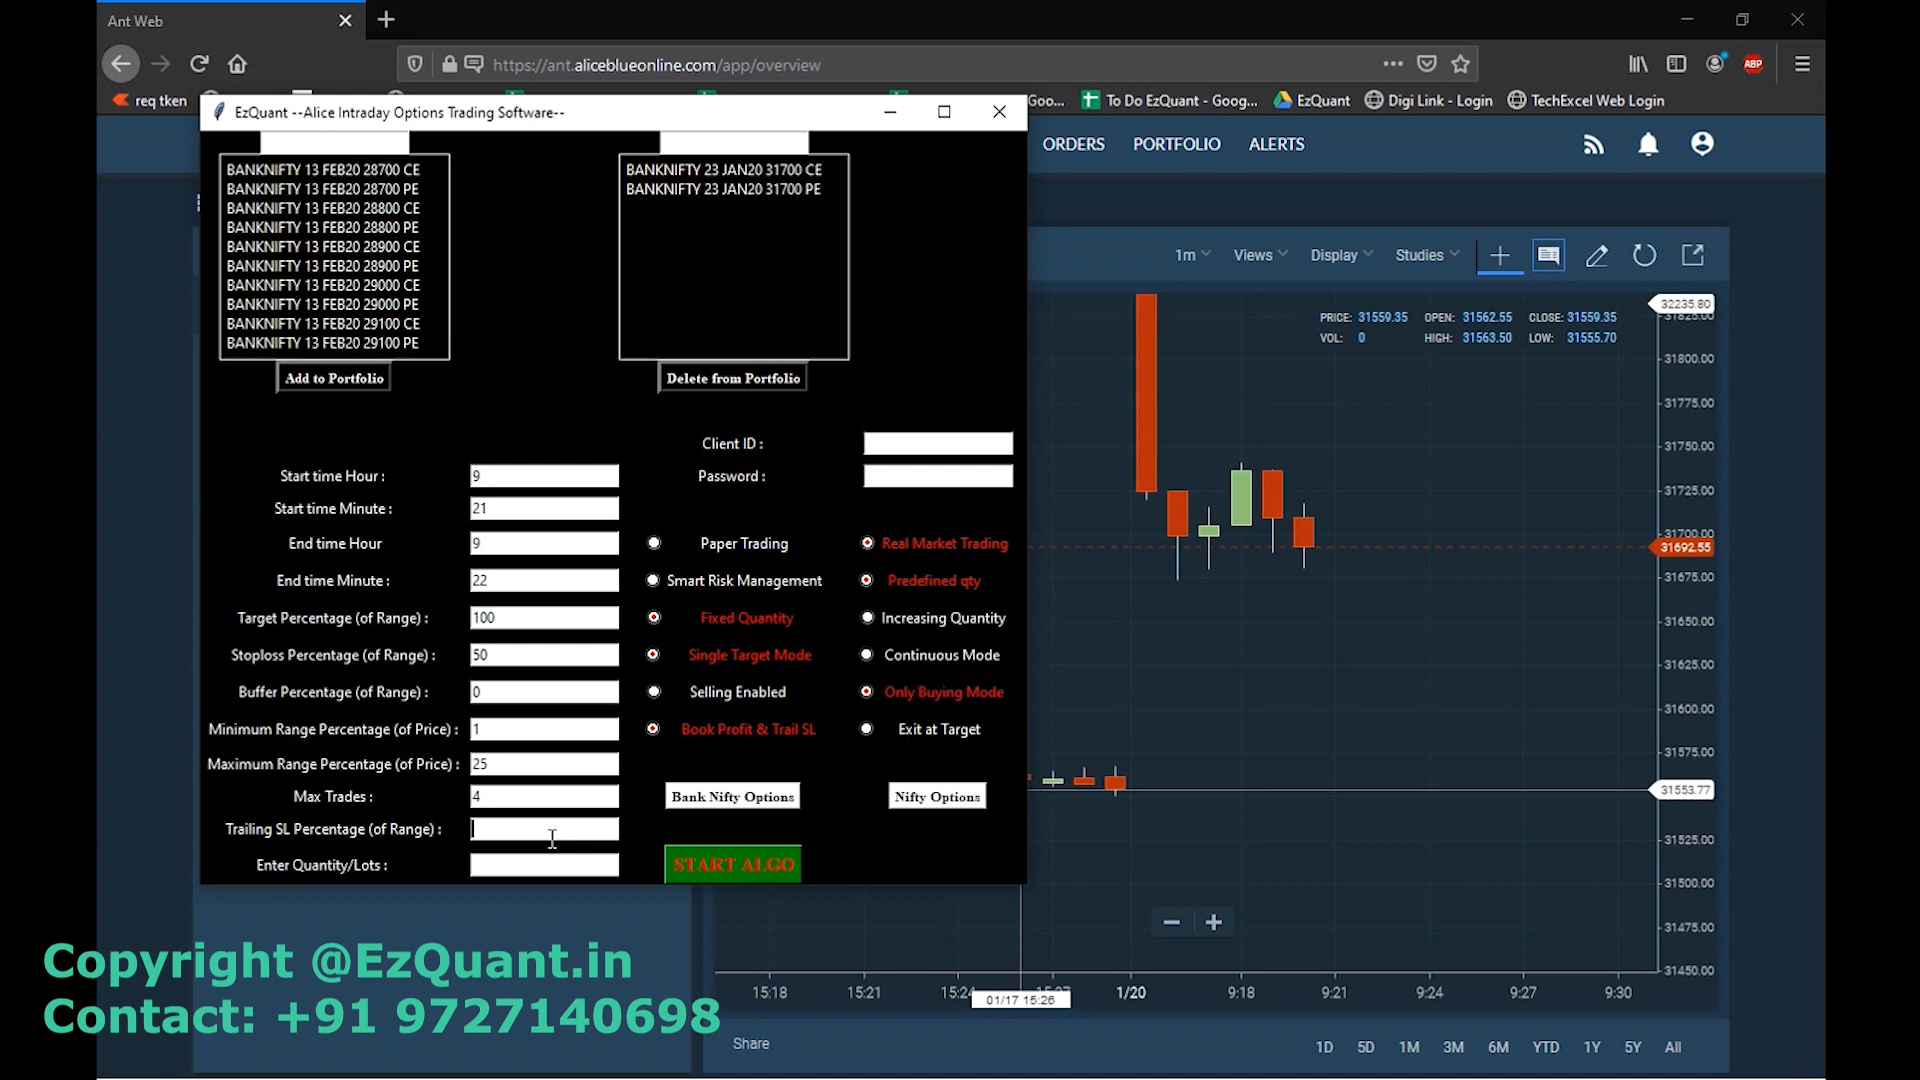 Ant Web
https://ant.aliceblueonline.com/app/overview
ABP
req tken
Goo...
To Do EzQuant - Goog...
EzQuant
Digi Link - Login
TechExcel Web Login
EzQuant --Alice Intraday Options Trading Software--
ORDERS
PORTFOLIO
ALERTS
BANKNIFTY 13 FEB20 28700 CE
BANKNIFTY 13 FEB20 28700 PE
BANKNIFTY 13 FEB20 28800 CE
BANKNIFTY 13 FEB20 28800 PE
BANKNIFTY 13 FEB20 28900 CE
BANKNIFTY 13 FEB20 28900 PE
BANKNIFTY 13 FEB20 29000 CE
BANKNIFTY 13 FEB20 29000 PE
BANKNIFTY 13 FEB20 29100 CE
BANKNIFTY 13 FEB20 29100 PE
Add to Portfolio
BANKNIFTY 23 JAN20 31700 CE
BANKNIFTY 23 JAN20 31700 PE
Delete from Portfolio
Client ID :
Password :
Start time Hour : 9
Start time Minute : 21
End time Hour 9
End time Minute : 22
Target Percentage (of Range) : 100
Stoploss Percentage (of Range) : 50
Buffer Percentage (of Range) : 0
Minimum Range Percentage (of Price) : 1
Maximum Range Percentage (of Price) : 25
Max Trades : 4
Trailing SL Percentage (of Range) :
Enter Quantity/Lots :
Paper Trading Real Market Trading
Smart Risk Management Predefined qty
Fixed Quantity Increasing Quantity
Single Target Mode Continuous Mode
Selling Enabled Only Buying Mode
Book Profit & Trail SL Exit at Target
Bank Nifty Options Nifty Options
START ALGO
1m Views Display Studies
PRICE: 31559.35 OPEN: 31562.55 CLOSE: 31559.35
VOL: 0 HIGH: 31563.50 LOW: 31555.70
32235.80
31825.00
31800.00
31775.00
31750.00
31725.00
31700.00
31692.55
31675.00
31650.00
31625.00
31600.00
31575.00
31553.77
31525.00
31500.00
31475.00
31450.00
15:18 15:21 15:24 15:27 1/20 9:18 9:21 9:24 9:27 9:30
01/17 15:26
Share
1D 5D 1M 3M 6M YTD 1Y 5Y All
Copyright @EzQuant.in
Contact: +91 9727140698